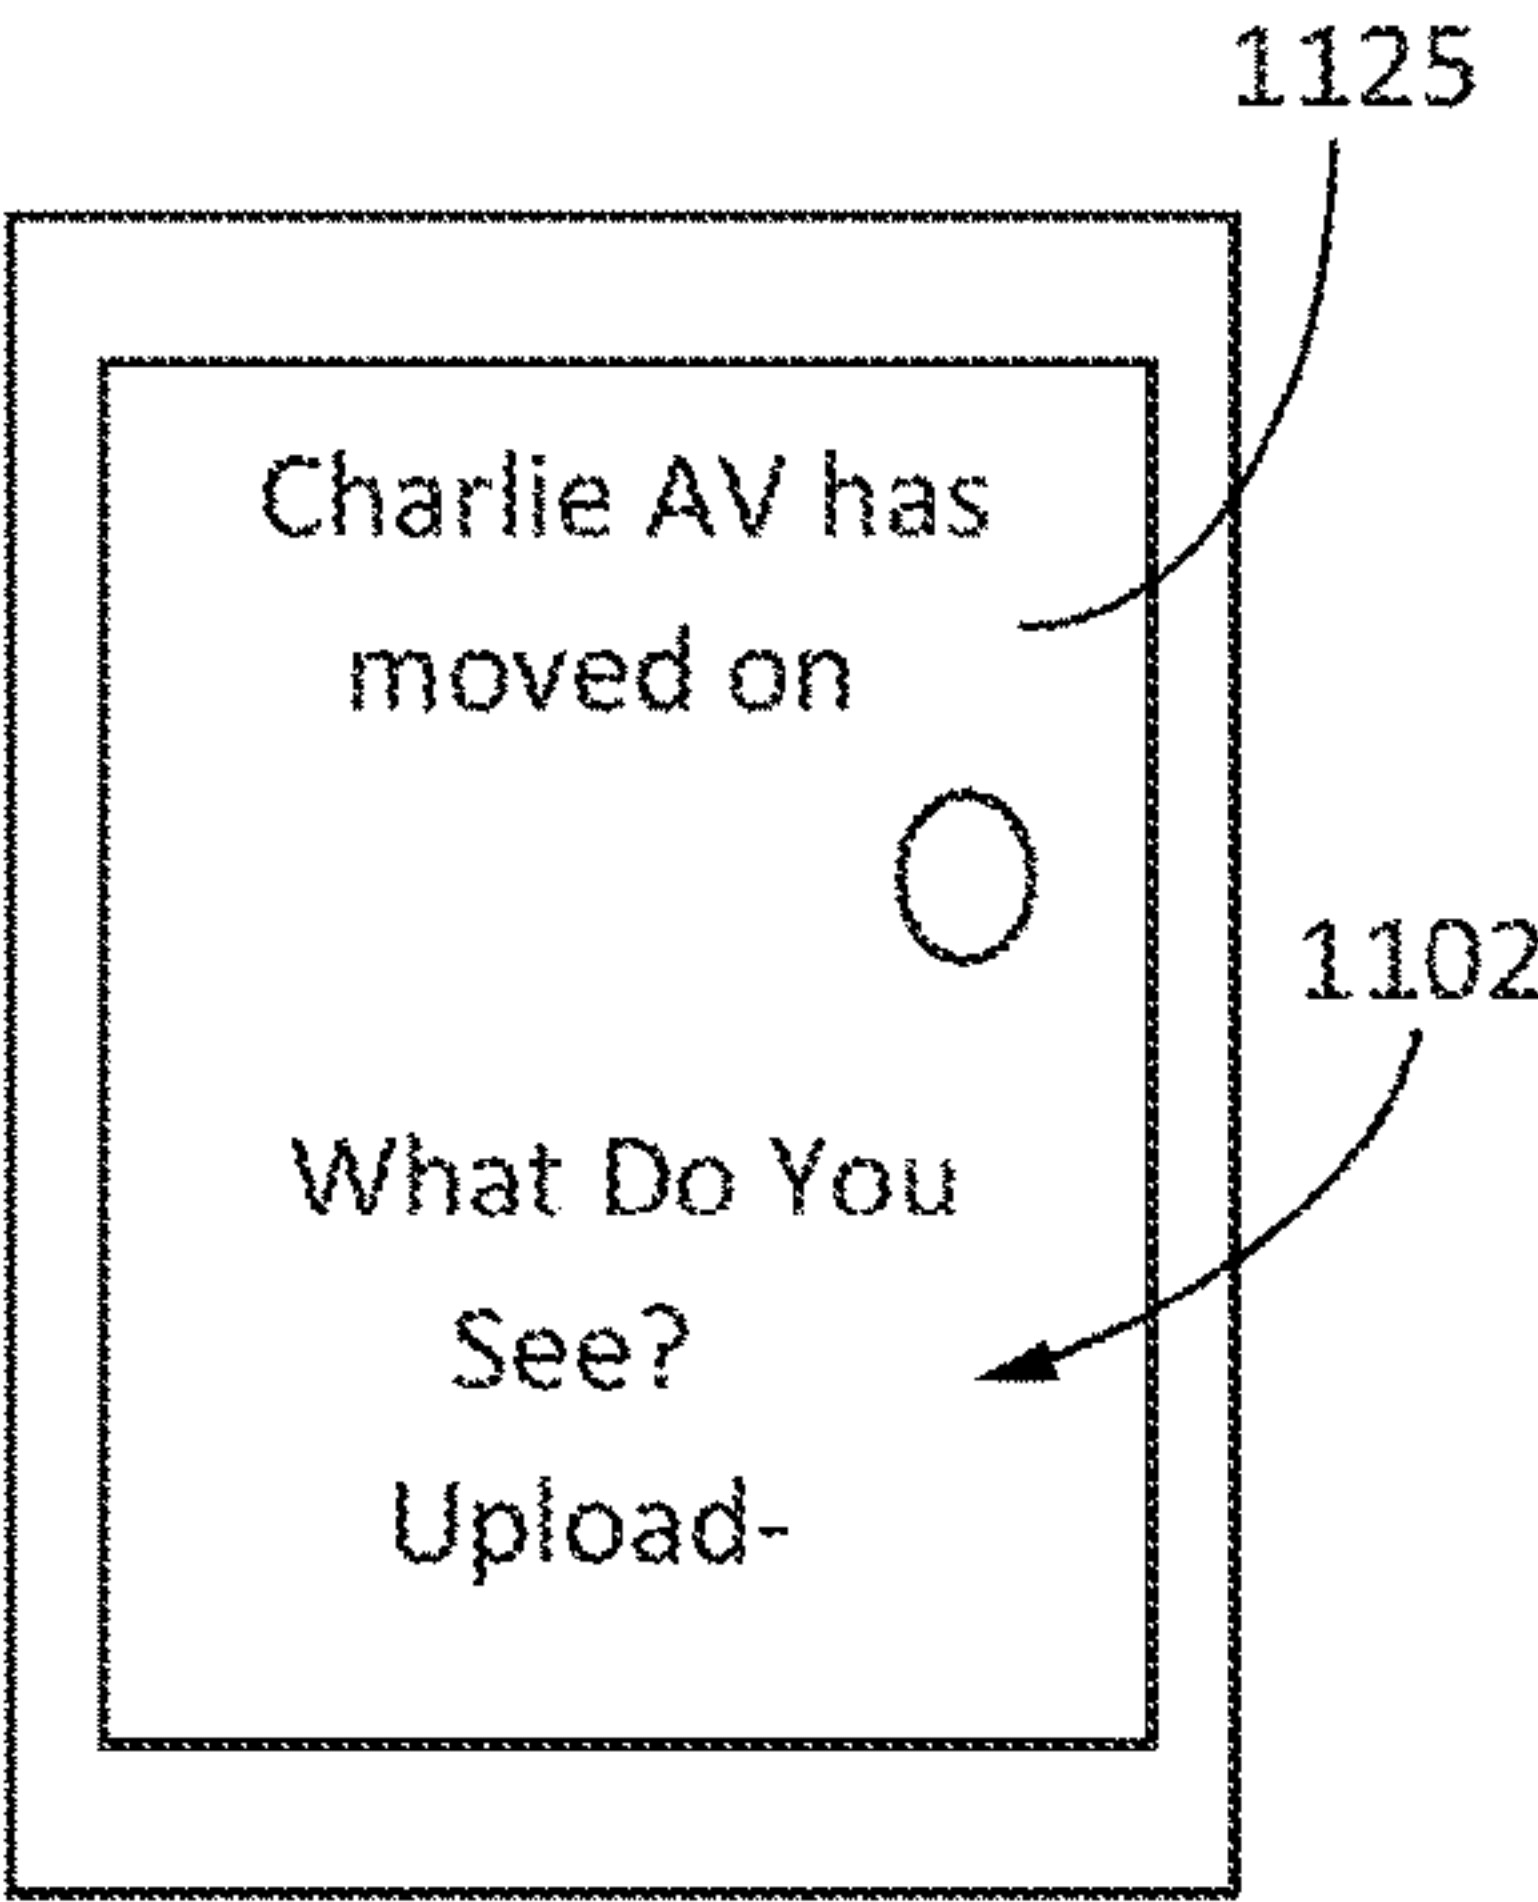 1125
Charlie AV has
moved on
1102
What Do You
See?
Upload-